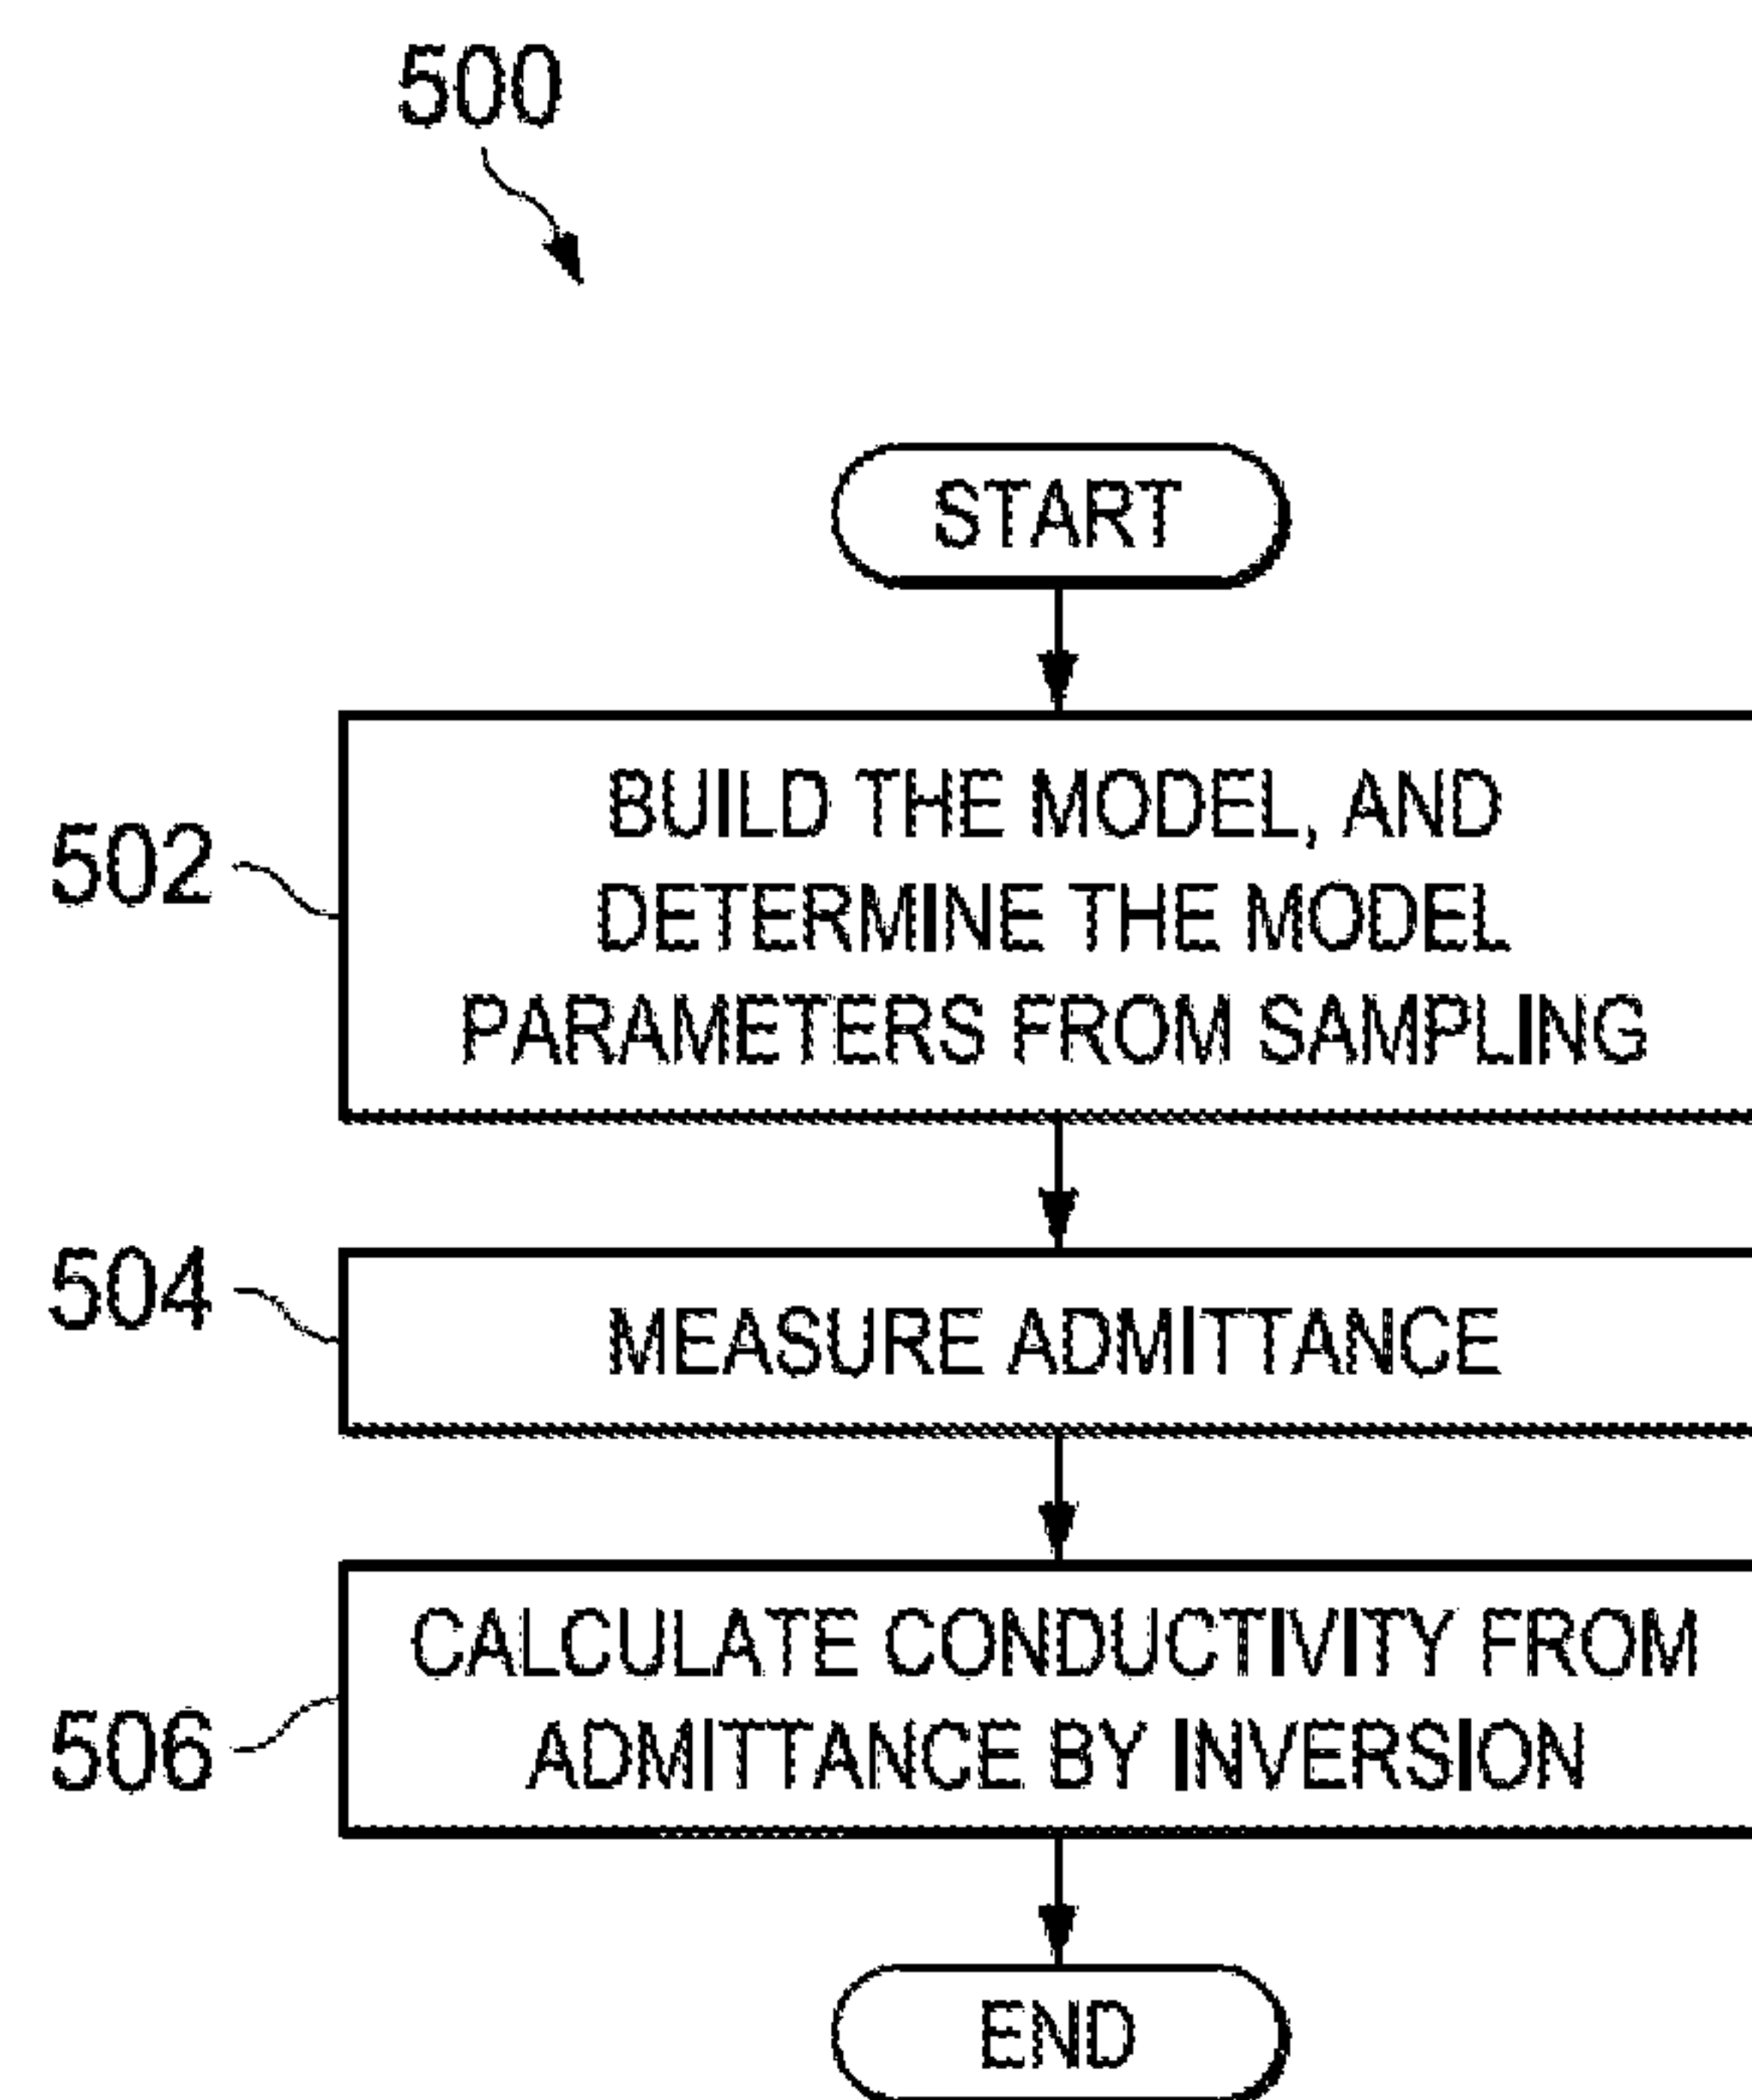 500
START
502
BUILD THE MODEL, AND
DETERMINE THE MODEL
PARAMETERS FROM SAMPLING
504
MEASURE ADMITTANCE
506
CALCULATE CONDUCTIVITY FROM
ADMITTANCE BY INVERSION
END